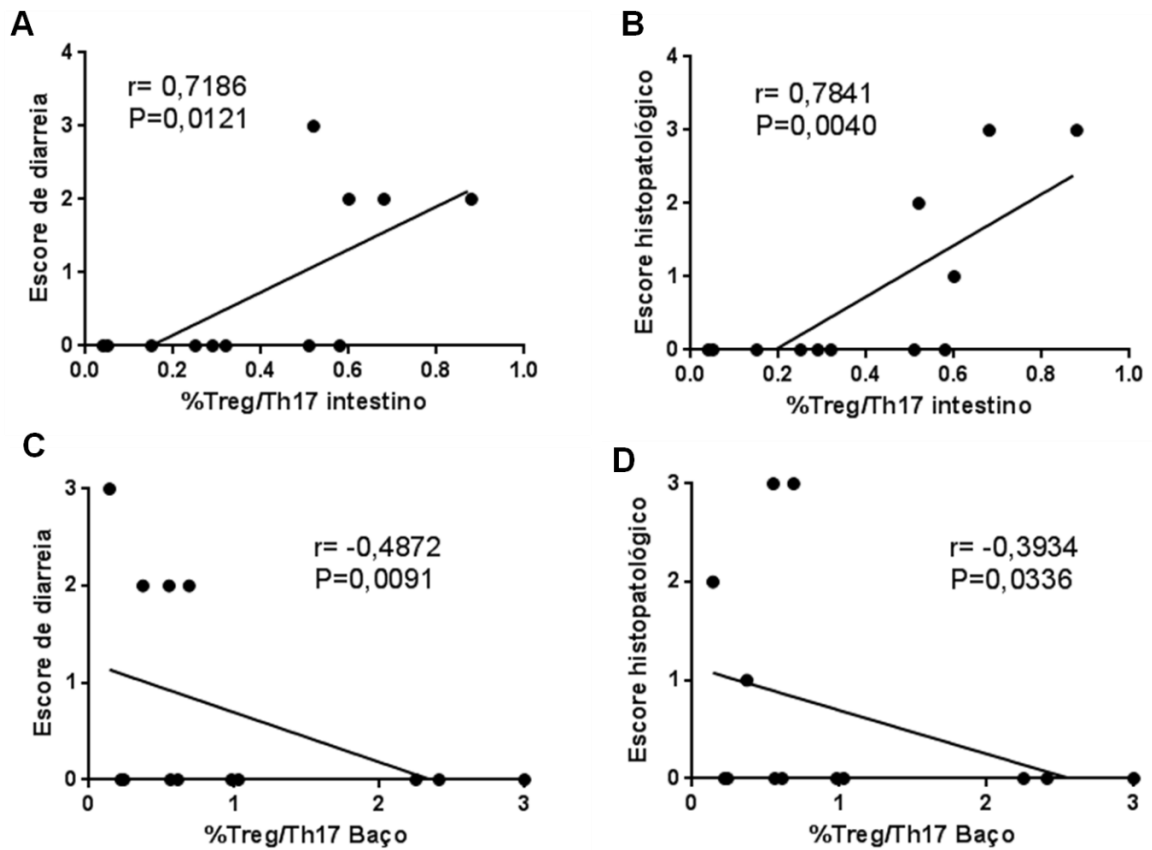 A
r= 0,7186
P=0,0121
Escore de diarreia
4
3
2
1
0
0.0 0.2 0.4 0.6 0.8 1.0
%Treg/Th17 intestino
B
r= 0,7841
P=0,0040
Escore histopatológico
4
3
2
1
0
0.0 0.2 0.4 0.6 0.8 1.0
%Treg/Th17 intestino
C
r= -0,4872
P=0,0091
Escore de diarreia
3
2
1
0
0 1 2 3
%Treg/Th17 Baço
D
r= -0,3934
P=0,0336
Escore histopatológico
3
2
1
0
0 1 2 3
%Treg/Th17 Baço